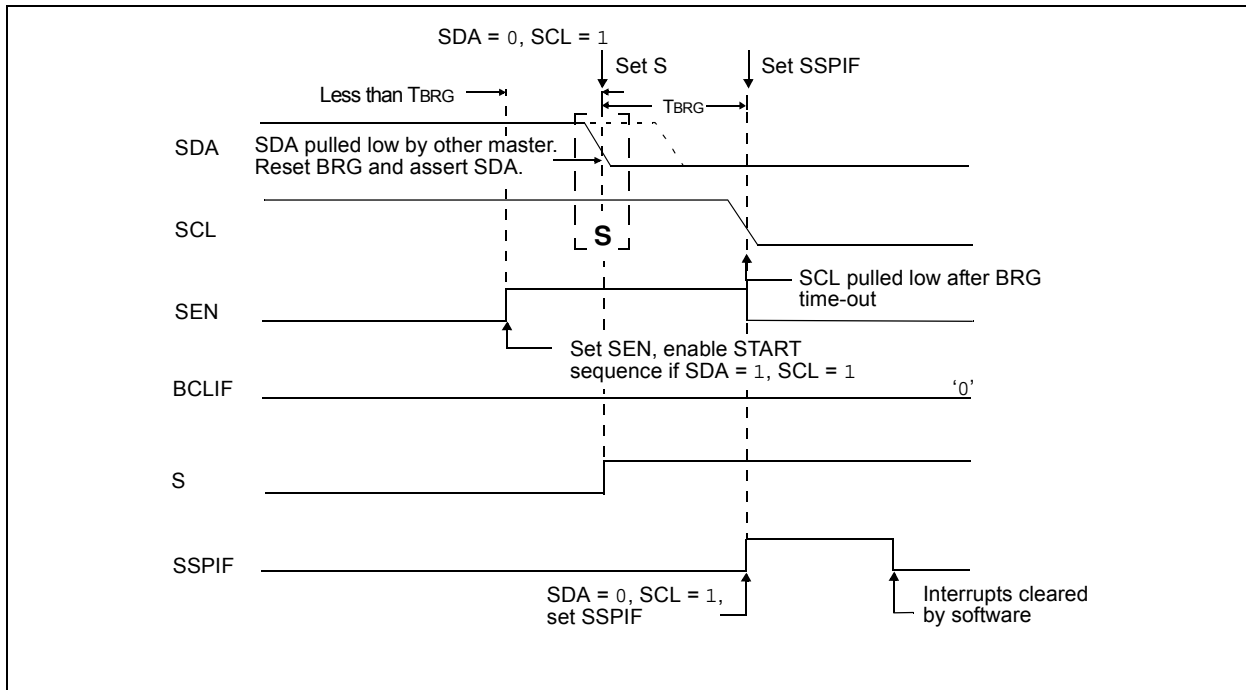 SDA = 0, SCL = 1
Set S
Set SSPIF
Less than TBRG
TBRG
SDA
SDA pulled low by other master.
Reset BRG and assert SDA.
SCL
S
SCL pulled low after BRG
time-out
SEN
Set SEN, enable START
sequence if SDA = 1, SCL = 1
BCLIF
‘0’
S
SSPIF
SDA = 0, SCL = 1,
set SSPIF
Interrupts cleared
by software